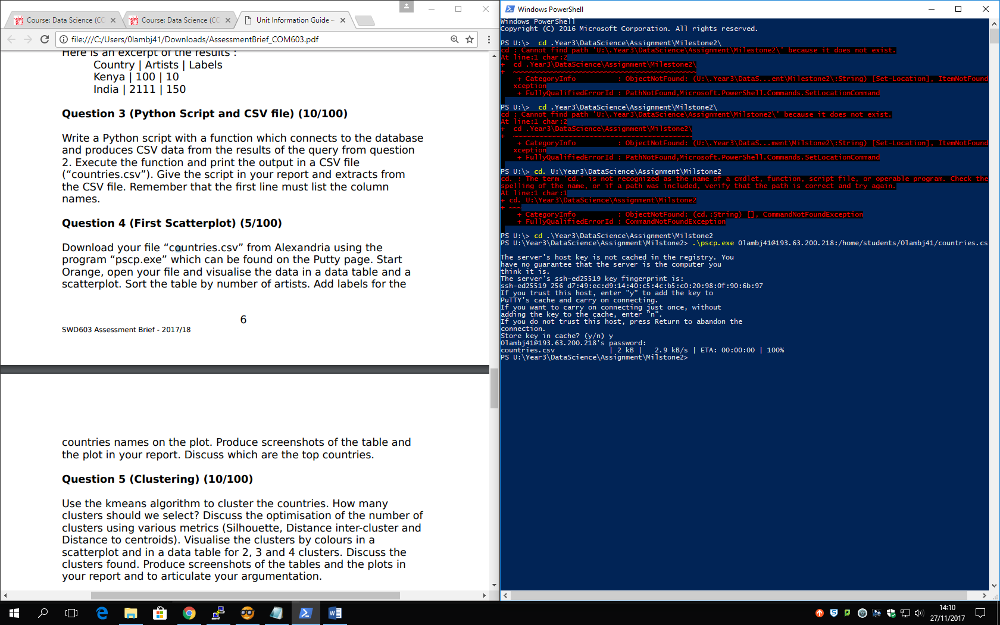 Course: Data Science (CC
Course: Data Science (CC
Unit Information Guide –
file:///C:/Users/0lambj41/Downloads/AssessmentBrief_COM603.pdf
Here is an excerpt of the results :
Country | Artists | Labels
Kenya | 100 | 10
India | 2111 | 150
Question 3 (Python Script and CSV file) (10/100)
Write a Python script with a function which connects to the database
and produces CSV data from the results of the query from question
2. Execute the function and print the output in a CSV file
(“countries.csv”). Give the script in your report and extracts from
the CSV file. Remember that the first line must list the column
names.
Question 4 (First Scatterplot) (5/100)
Download your file “countries.csv” from Alexandria using the
program “pscp.exe” which can be found on the Putty page. Start
Orange, open your file and visualise the data in a data table and a
scatterplot. Sort the table by number of artists. Add labels for the
6
SWD603 Assessment Brief - 2017/18
countries names on the plot. Produce screenshots of the table and
the plot in your report. Discuss which are the top countries.
Question 5 (Clustering) (10/100)
Use the kmeans algorithm to cluster the countries. How many
clusters should we select? Discuss the optimisation of the number of
clusters using various metrics (Silhouette, Distance inter-cluster and
Distance to centroids). Visualise the clusters by colours in a
scatterplot and in a data table for 2, 3 and 4 clusters. Discuss the
clusters found. Produce screenshots of the tables and the plots in
your report and to articulate your argumentation.
Windows PowerShell
Windows PowerShell
Copyright (C) 2016 Microsoft Corporation. All rights reserved.
PS U:\>  cd .Year3\DataScience\Assignment\Milestone2\
cd : Cannot find path 'U:\.Year3\DataScience\Assignment\Milestone2\' because it does not exist.
At line:1 char:2
+  cd .Year3\DataScience\Assignment\Milestone2\
+  ~~~~~~~~~~~~~~~~~~~~~~~~~~~~~~~~~~~~~~~~~~~~
    + CategoryInfo          : ObjectNotFound: (U:\.Year3\DataS...ent\Milestone2\:String) [Set-Location], ItemNotFound
   xception
    + FullyQualifiedErrorId : PathNotFound,Microsoft.PowerShell.Commands.SetLocationCommand
PS U:\>  cd .Year3\DataScience\Assignment\Milstone2\
cd : Cannot find path 'U:\.Year3\DataScience\Assignment\Milstone2\' because it does not exist.
At line:1 char:2
+  cd .Year3\DataScience\Assignment\Milstone2\
+  ~~~~~~~~~~~~~~~~~~~~~~~~~~~~~~~~~~~~~~~~~~~
    + CategoryInfo          : ObjectNotFound: (U:\.Year3\DataS...ment\Milstone2\:String) [Set-Location], ItemNotFound
   xception
    + FullyQualifiedErrorId : PathNotFound,Microsoft.PowerShell.Commands.SetLocationCommand
PS U:\> cd. U:\Year3\DataScience\Assignment\Milstone2
cd. : The term 'cd.' is not recognized as the name of a cmdlet, function, script file, or operable program. Check the
spelling of the name, or if a path was included, verify that the path is correct and try again.
At line:1 char:1
+ cd. U:\Year3\DataScience\Assignment\Milstone2
+ ~~~
    + CategoryInfo          : ObjectNotFound: (cd.:String) [], CommandNotFoundException
    + FullyQualifiedErrorId : CommandNotFoundException
PS U:\> cd .\Year3\DataScience\Assignment\Milstone2
PS U:\Year3\DataScience\Assignment\Milstone2> .\pscp.exe 0lambj41@193.63.200.218:/home/students/0lambj41/countries.cs
The server's host key is not cached in the registry. You
have no guarantee that the server is the computer you
think it is.
The server's ssh-ed25519 key fingerprint is:
ssh-ed25519 256 d7:49:ec:d9:14:40:c5:4c:b5:c0:20:98:0f:90:6b:97
If you trust this host, enter "y" to add the key to
PuTTY's cache and carry on connecting.
If you want to carry on connecting just once, without
adding the key to the cache, enter "n".
If you do not trust this host, press Return to abandon the
connection.
Store key in cache? (y/n) y
0lambj41@193.63.200.218's password:
countries.csv             | 2 kB |   2.9 kB/s | ETA: 00:00:00 | 100%
PS U:\Year3\DataScience\Assignment\Milstone2>
14:10
27/11/2017